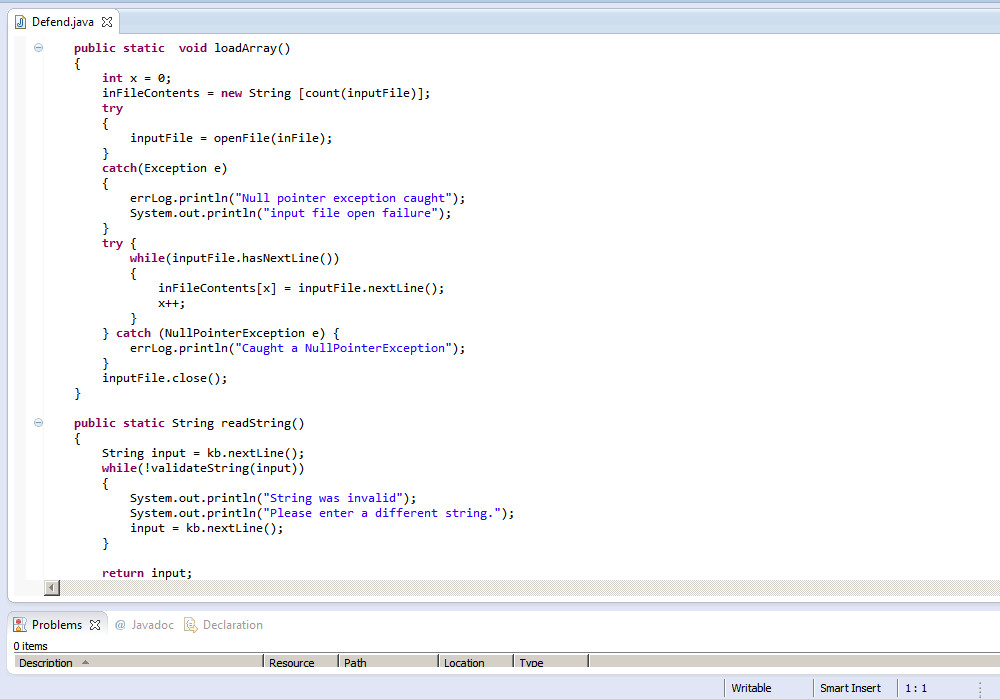 Defend.java
public static  void loadArray()
{
int x = 0;
inFileContents = new String [count(inputFile)];
try
{
inputFile = openFile(inFile);
}
catch(Exception e)
{
errLog.println("Null pointer exception caught");
System.out.println("input file open failure");
}
try {
while(inputFile.hasNextLine())
{
inFileContents[x] = inputFile.nextLine();
x++;
}
} catch (NullPointerException e) {
errLog.println("Caught a NullPointerException");
}
inputFile.close();
}
public static String readString()
{
String input = kb.nextLine();
while(!validateString(input))
{
System.out.println("String was invalid");
System.out.println("Please enter a different string.");
input = kb.nextLine();
}
return input;
Problems @ Javadoc Declaration
0 items
Description Resource Path Location Type
Writable Smart Insert 1 : 1